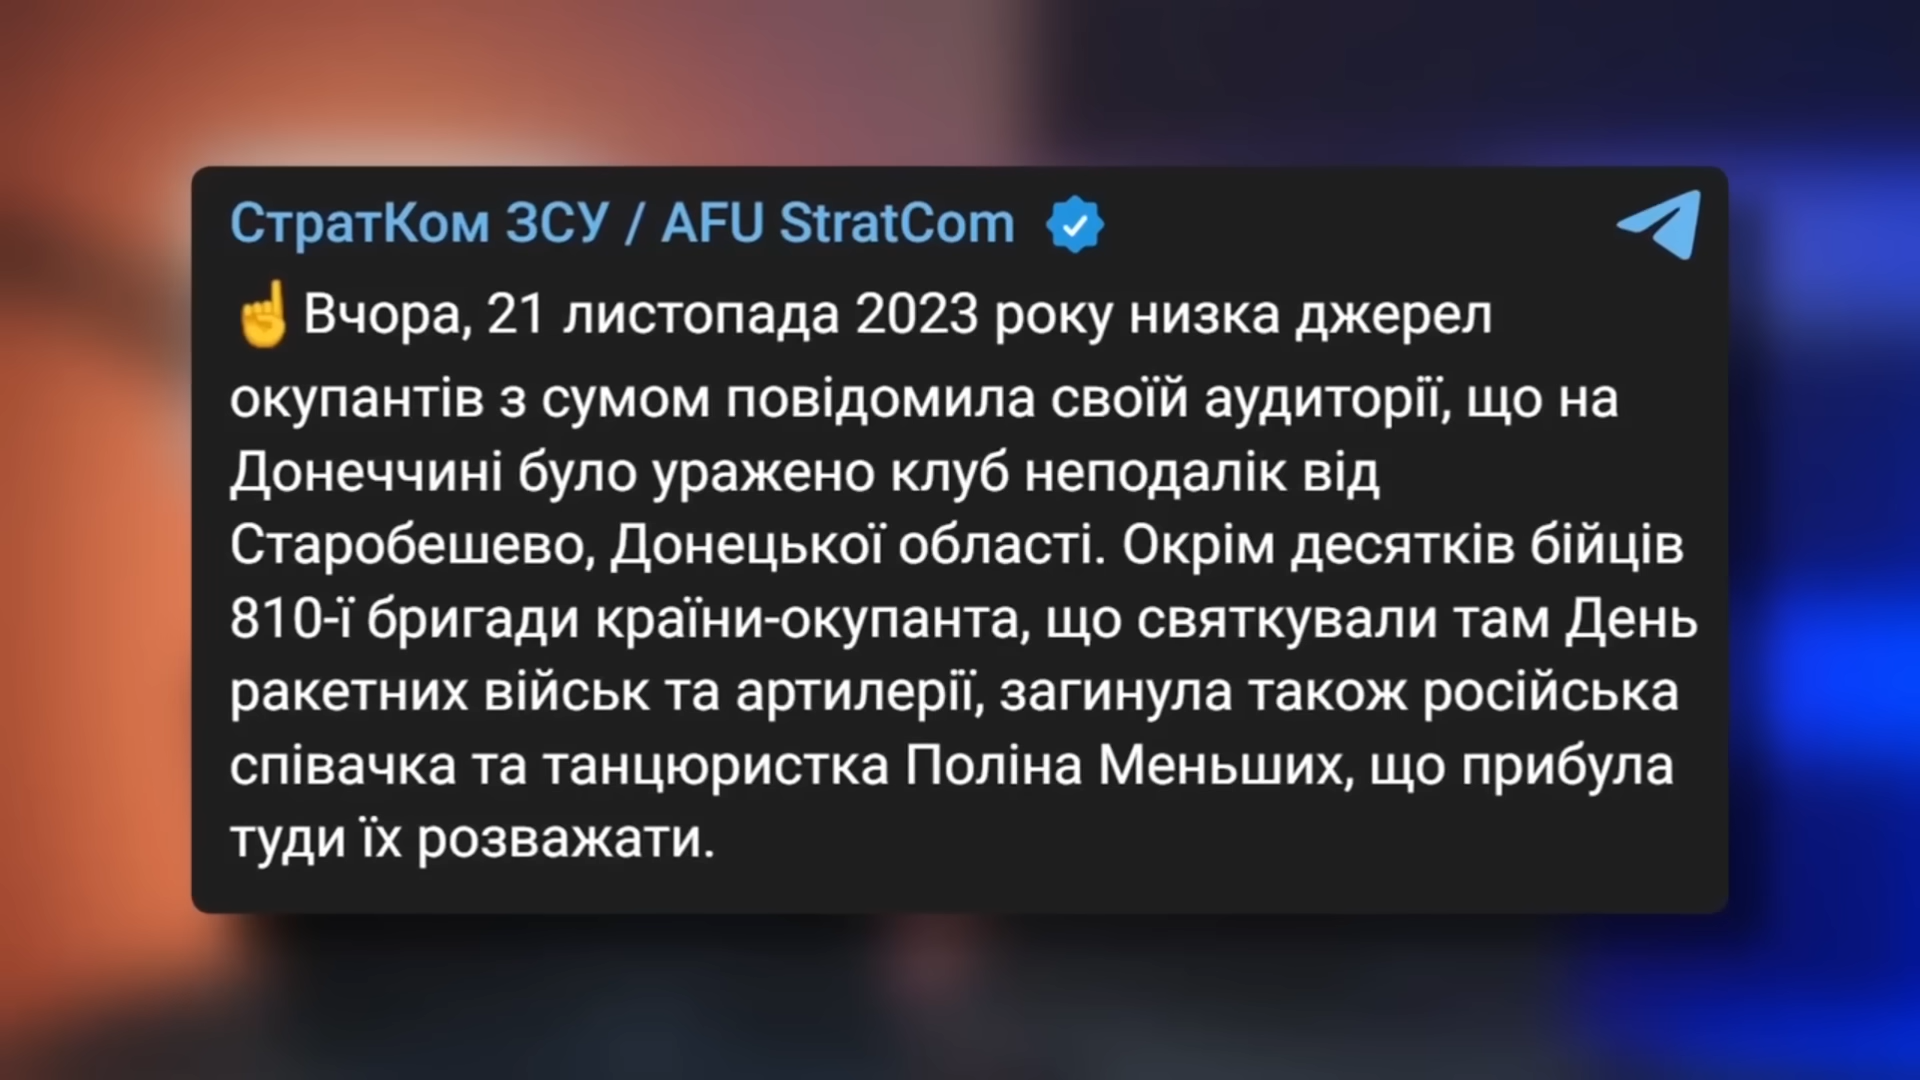 СтратКом ЗСУ / AFU StratCom
☝Вчора, 21 листопада 2023 року низка джерел
окупантів з сумом повідомила своїй аудиторії, що на
Донеччині було уражено клуб неподалік від
Старобешево, Донецької області. Окрім десятків бійців
810-ї бригади країни-окупанта, що святкували там День
ракетних військ та артилерії, загинула також російська
співачка та танцюристка Поліна Меньших, що прибула
туди їх розважати.